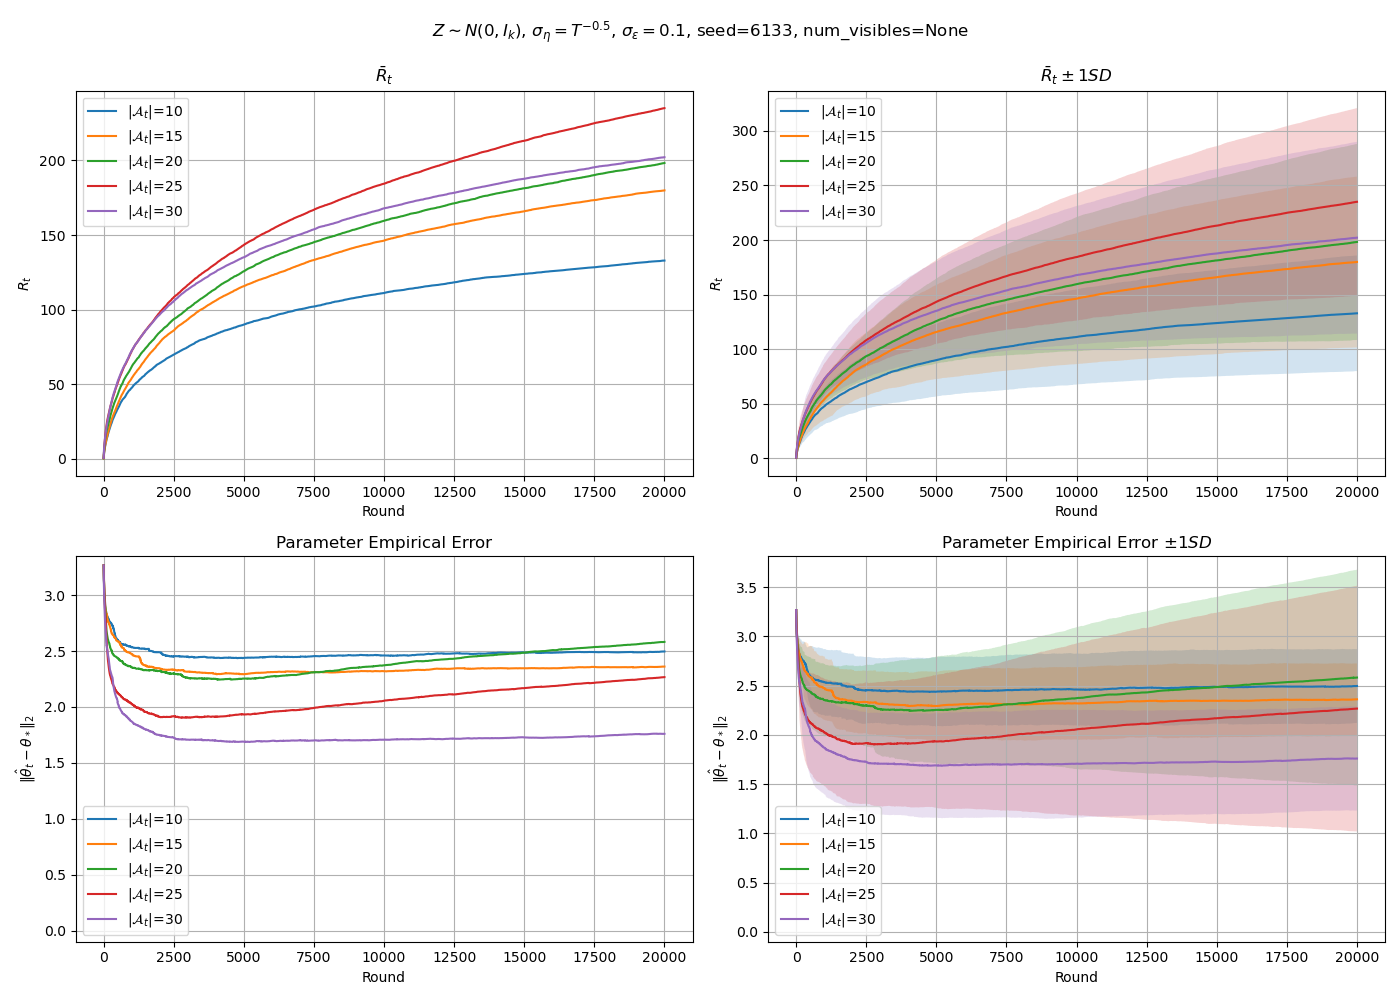 Z ~ N(0, I_k), σ_η = T^{-0.5}, σ_ε = 0.1, seed=6133, num_visibles=None
R̄_t
R_t
200
150
100
50
0
|𝒜_t|=10
|𝒜_t|=15
|𝒜_t|=20
|𝒜_t|=25
|𝒜_t|=30
0 2500 5000 7500 10000 12500 15000 17500 20000
Round
R̄_t ± 1SD
R_t
300
250
200
150
100
50
0
|𝒜_t|=10
|𝒜_t|=15
|𝒜_t|=20
|𝒜_t|=25
|𝒜_t|=30
0 2500 5000 7500 10000 12500 15000 17500 20000
Round
Parameter Empirical Error
‖θ̂_t − θ_*‖_2
3.0
2.5
2.0
1.5
1.0
0.5
0.0
|𝒜_t|=10
|𝒜_t|=15
|𝒜_t|=20
|𝒜_t|=25
|𝒜_t|=30
0 2500 5000 7500 10000 12500 15000 17500 20000
Round
Parameter Empirical Error ±1SD
‖θ̂_t − θ_*‖_2
3.5
3.0
2.5
2.0
1.5
1.0
0.5
0.0
|𝒜_t|=10
|𝒜_t|=15
|𝒜_t|=20
|𝒜_t|=25
|𝒜_t|=30
0 2500 5000 7500 10000 12500 15000 17500 20000
Round